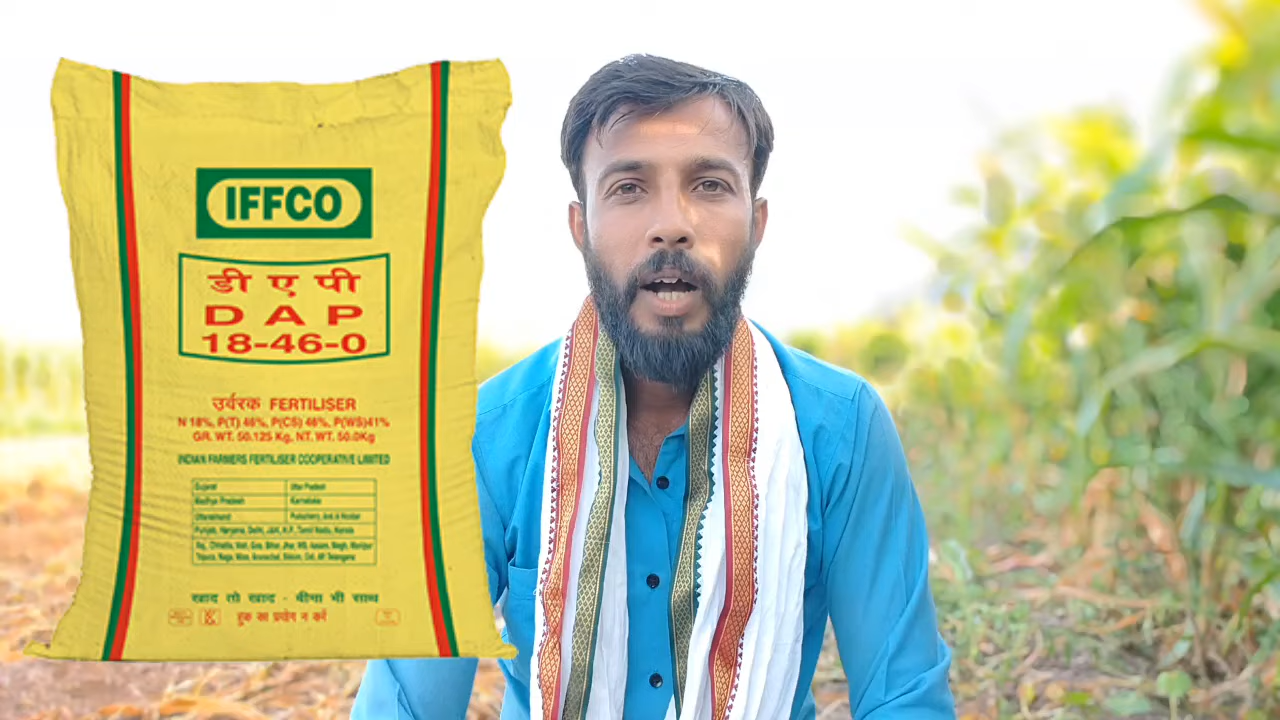 IFFCO
डी ए पी
D A P
18-46-0
उर्वरक FERTILISER
N 18%, P(T) 46%, P(CS) 46%, P(WS)41%
GR. WT. 50.125 Kg, NT. WT. 50.0Kg
INDIAN FARMERS FERTILISER COOPERATIVE LIMITED
Gujarat Uttar Pradesh
Madhya Pradesh Karnataka
Uttarakhand
Punjab, Haryana, Delhi, J&K, H.P., Tamil Nadu, Kerala
खाद तो खाद - बीमा भी साथ
हुक का प्रयोग न करें